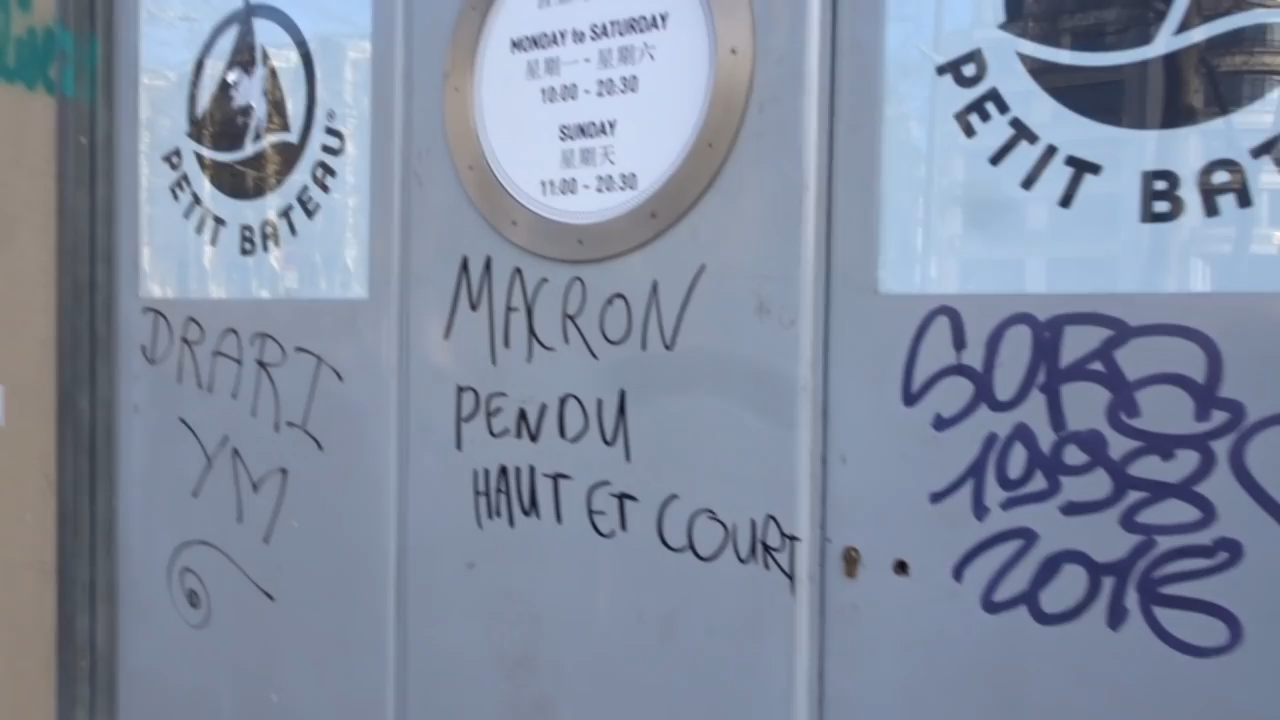 PETIT BATEAU®
MONDAY to SATURDAY
星期一 - 星期六
10:00 - 20:30
SUNDAY
星期天
11:00 - 20:30
PETIT BAT
DRARI
YM
MACRON
PENDU
HAUT ET COURT
1998
2016